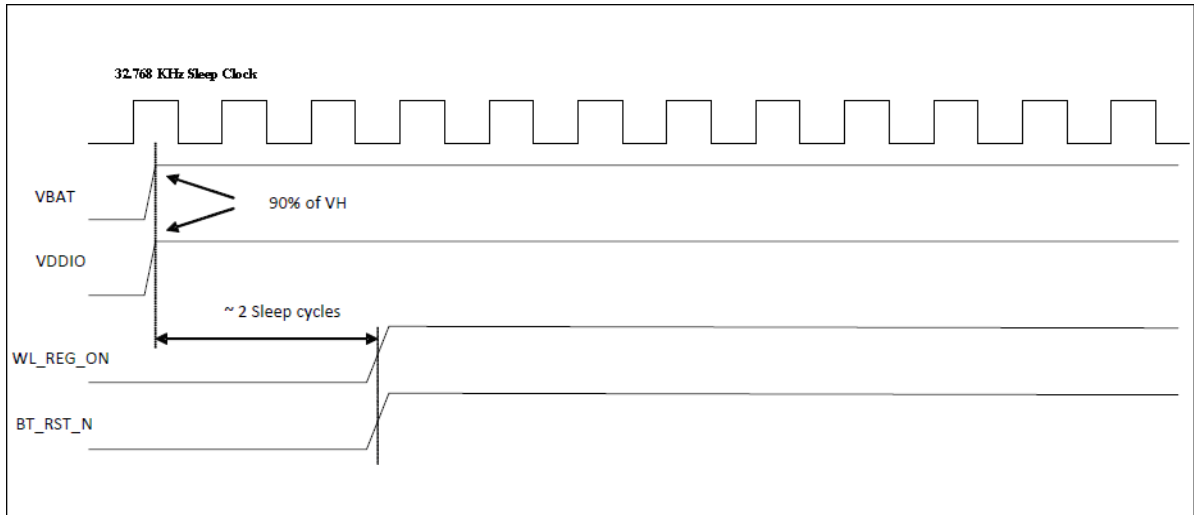 32.768 KHz Sleep Clock
VBAT
90% of VH
VDDIO
~ 2 Sleep cycles
WL_REG_ON
BT_RST_N